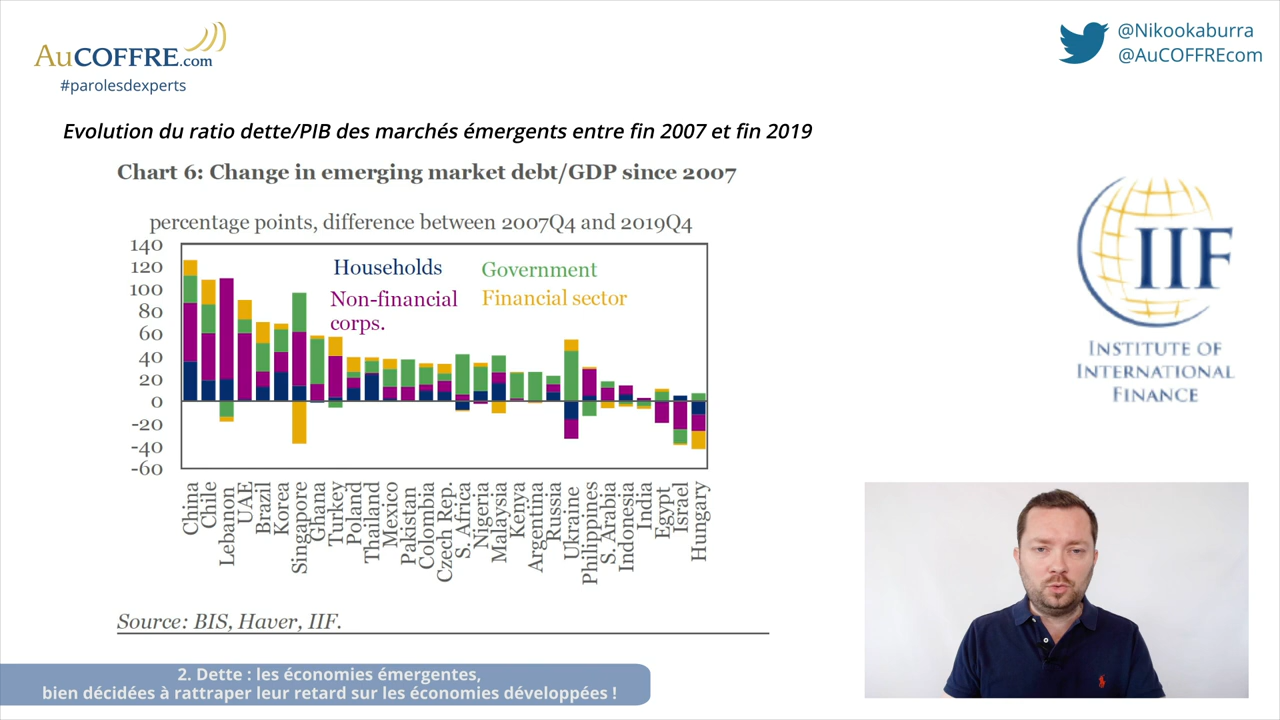 AuCOFFRE.com
#parolesdexperts
@Nikookaburra
@AuCOFFREcom
Evolution du ratio dette/PIB des marchés émergents entre fin 2007 et fin 2019
Chart 6: Change in emerging market debt/GDP since 2007
percentage points, difference between 2007Q4 and 2019Q4
140
120
100
80
60
40
20
0
-20
-40
-60
Households
Government
Non-financial
corps.
Financial sector
China
Chile
Lebanon
UAE
Brazil
Korea
Singapore
Ghana
Turkey
Poland
Thailand
Mexico
Pakistan
Colombia
Czech Rep.
S. Africa
Nigeria
Malaysia
Kenya
Argentina
Russia
Ukraine
Philippines
S. Arabia
Indonesia
India
Egypt
Israel
Hungary
Source: BIS, Haver, IIF.
IIF
INSTITUTE OF
INTERNATIONAL
FINANCE
2. Dette : les économies émergentes,
bien décidées à rattraper leur retard sur les économies développées !